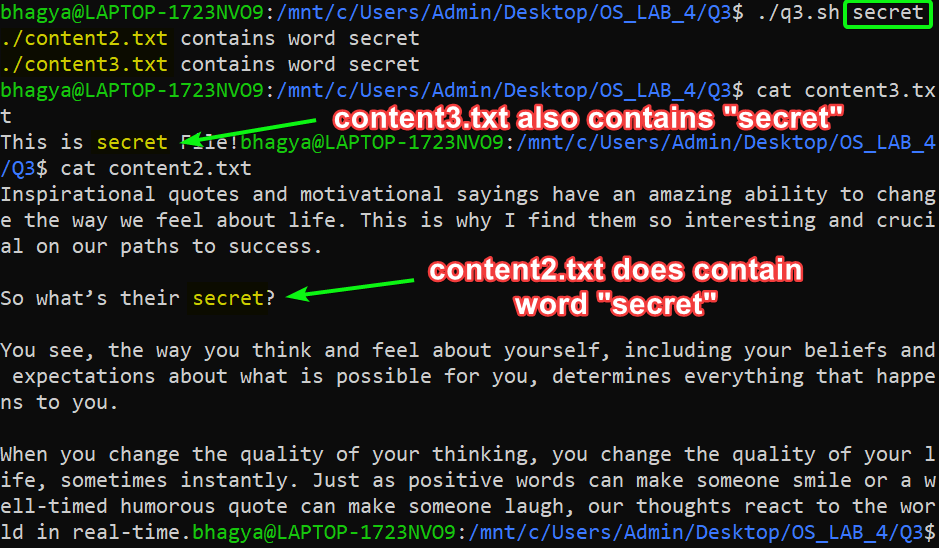 bhagya@LAPTOP-1723NVO9:/mnt/c/Users/Admin/Desktop/OS_LAB_4/Q3$ ./q3.sh secret
./content2.txt contains word secret
./content3.txt contains word secret
bhagya@LAPTOP-1723NVO9:/mnt/c/Users/Admin/Desktop/OS_LAB_4/Q3$ cat content3.tx
t
content3.txt also contains "secret"
This is secret File!bhagya@LAPTOP-1723NVO9:/mnt/c/Users/Admin/Desktop/OS_LAB_4
/Q3$ cat content2.txt
Inspirational quotes and motivational sayings have an amazing ability to chang
e the way we feel about life. This is why I find them so interesting and cruci
al on our paths to success.
content2.txt does contain
word "secret"
So what’s their secret?
You see, the way you think and feel about yourself, including your beliefs and
expectations about what is possible for you, determines everything that happe
ns to you.
When you change the quality of your thinking, you change the quality of your l
ife, sometimes instantly. Just as positive words can make someone smile or a w
ell-timed humorous quote can make someone laugh, our thoughts react to the wor
ld in real-time.bhagya@LAPTOP-1723NVO9:/mnt/c/Users/Admin/Desktop/OS_LAB_4/Q3$